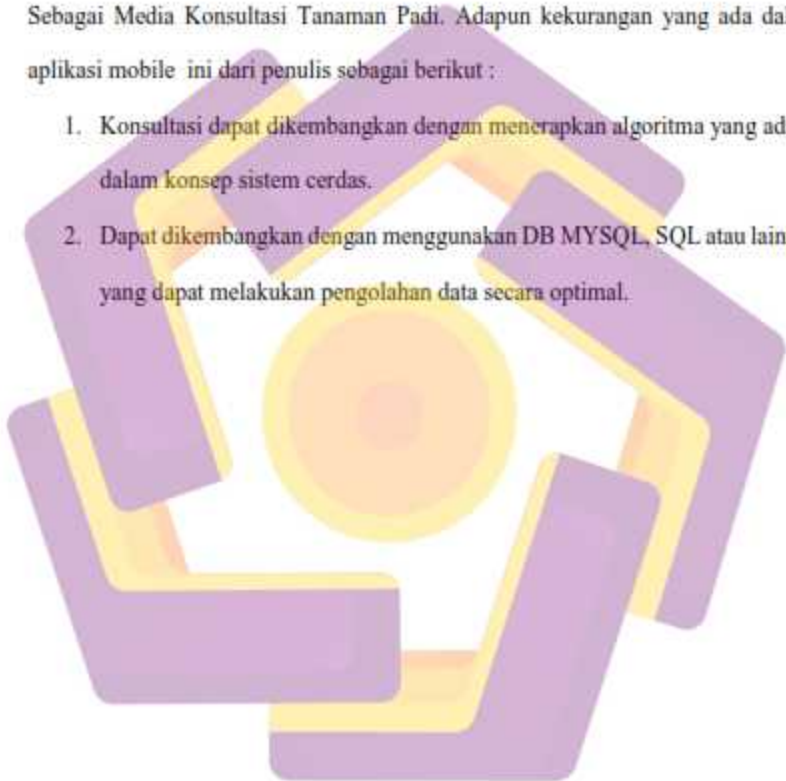 Sebagai Media Konsultasi Tanaman Padi. Adapun kekurangan yang ada dal
aplikasi mobile ini dari penulis sebagai berikut :
1. Konsultasi dapat dikembangkan dengan menerapkan algoritma yang ad
dalam konsep sistem cerdas.
2. Dapat dikembangkan dengan menggunakan DB MYSQL, SQL atau lain
yang dapat melakukan pengolahan data secara optimal.